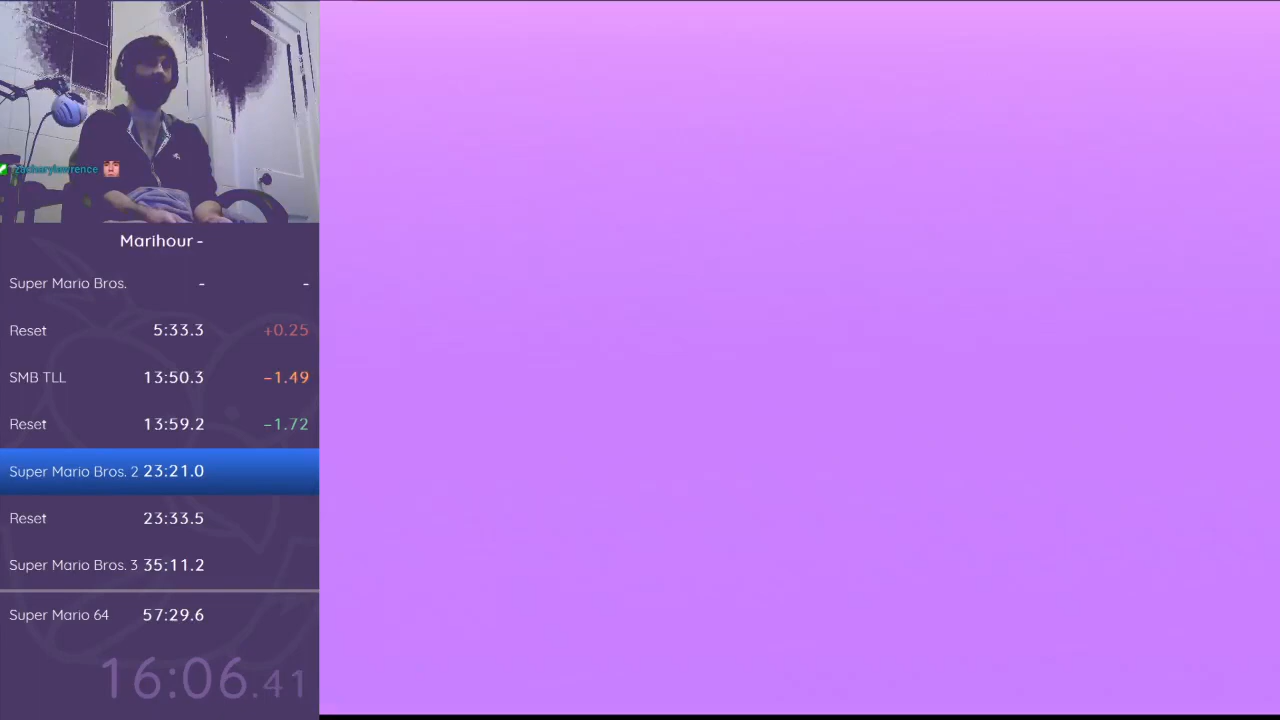 zacharylawrence
Marihour -
Super Mario Bros. - -
Reset 5:33.3 +0.25
SMB TLL 13:50.3 −1.49
Reset 13:59.2 −1.72
Super Mario Bros. 2 23:21.0
Reset 23:33.5
Super Mario Bros. 3 35:11.2
Super Mario 64 57:29.6
16:06.41